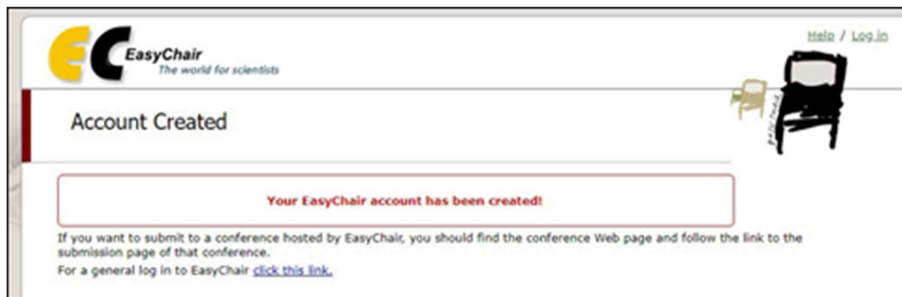 Help / Log in
EC EasyChair
The world for scientists
easychair
Account Created
Your EasyChair account has been created!
If you want to submit to a conference hosted by EasyChair, you should find the conference Web page and follow the link to the
submission page of that conference.
For a general log in to EasyChair click this link.